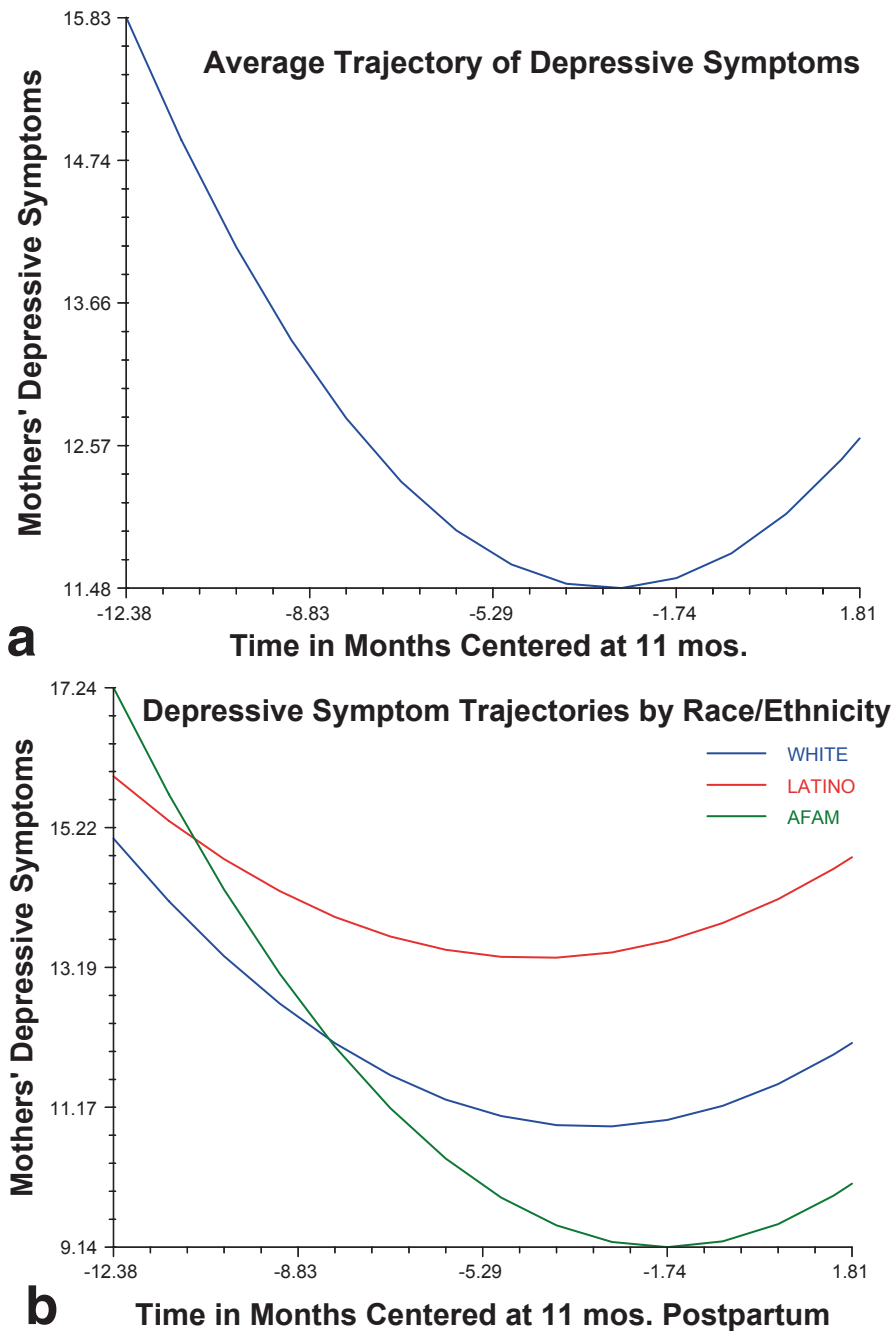 15.83
Average Trajectory of Depressive Symptoms
14.74
13.66
12.57
11.48
Mothers' Depressive Symptoms
-12.38 -8.83 -5.29 -1.74 1.81
a
Time in Months Centered at 11 mos.
17.24
Depressive Symptom Trajectories by Race/Ethnicity
WHITE
LATINO
AFAM
15.22
13.19
11.17
9.14
Mothers' Depressive Symptoms
-12.38 -8.83 -5.29 -1.74 1.81
b
Time in Months Centered at 11 mos. Postpartum